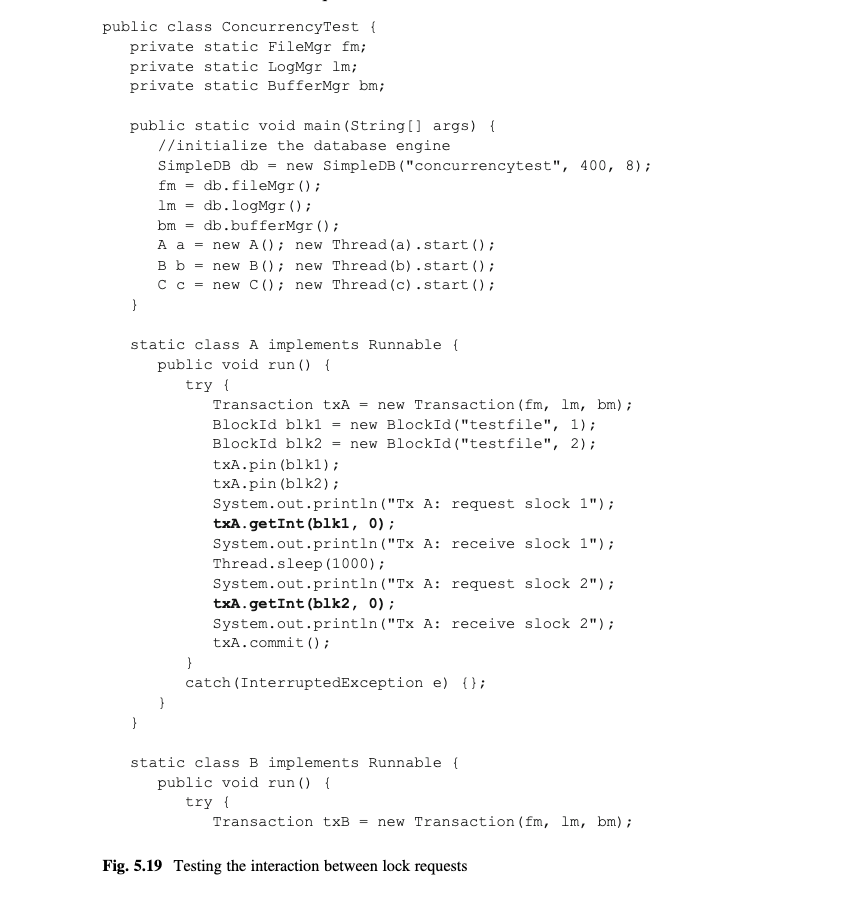 public class ConcurrencyTest {
private static FileMgr fm;
private static LogMgr lm;
private static BufferMgr bm;
public static void main(String[] args) {
//initialize the database engine
SimpleDB db = new SimpleDB("concurrencytest", 400, 8);
fm = db.fileMgr();
lm = db.logMgr();
bm = db.bufferMgr();
A a = new A(); new Thread(a).start();
B b = new B(); new Thread(b).start();
C c = new C(); new Thread(c).start();
}
static class A implements Runnable {
public void run() {
try {
Transaction txA = new Transaction(fm, lm, bm);
BlockId blk1 = new BlockId("testfile", 1);
BlockId blk2 = new BlockId("testfile", 2);
txA.pin(blk1);
txA.pin(blk2);
System.out.println("Tx A: request slock 1");
txA.getInt(blk1, 0);
System.out.println("Tx A: receive slock 1");
Thread.sleep(1000);
System.out.println("Tx A: request slock 2");
txA.getInt(blk2, 0);
System.out.println("Tx A: receive slock 2");
txA.commit();
}
catch(InterruptedException e) {};
}
}
static class B implements Runnable {
public void run() {
try {
Transaction txB = new Transaction(fm, lm, bm);
Fig. 5.19 Testing the interaction between lock requests